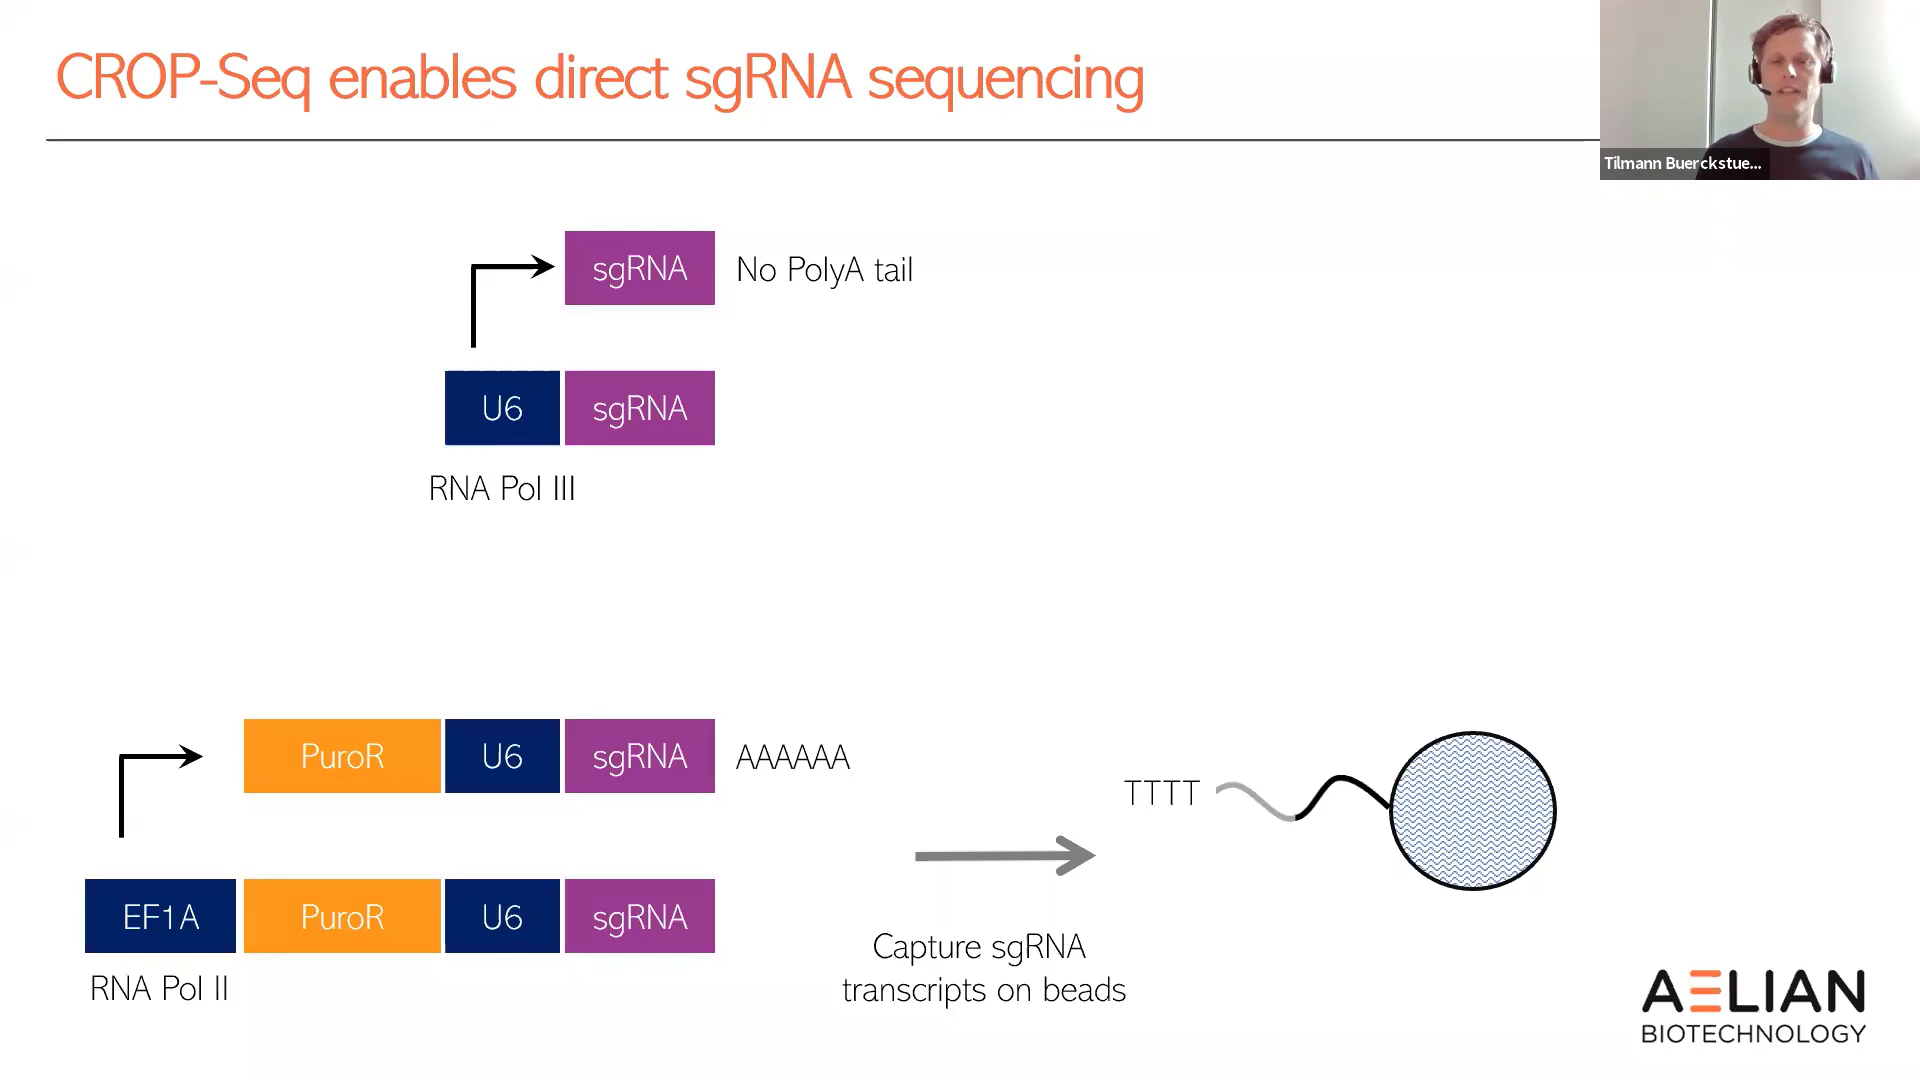 CROP-Seq enables direct sgRNA sequencing
Tilmann Buerckstue...
sgRNA No PolyA tail
U6 sgRNA
RNA Pol III
PuroR U6 sgRNA AAAAAA
TTTT
EF1A PuroR U6 sgRNA
RNA Pol II
Capture sgRNA
transcripts on beads
AELIAN
BIOTECHNOLOGY